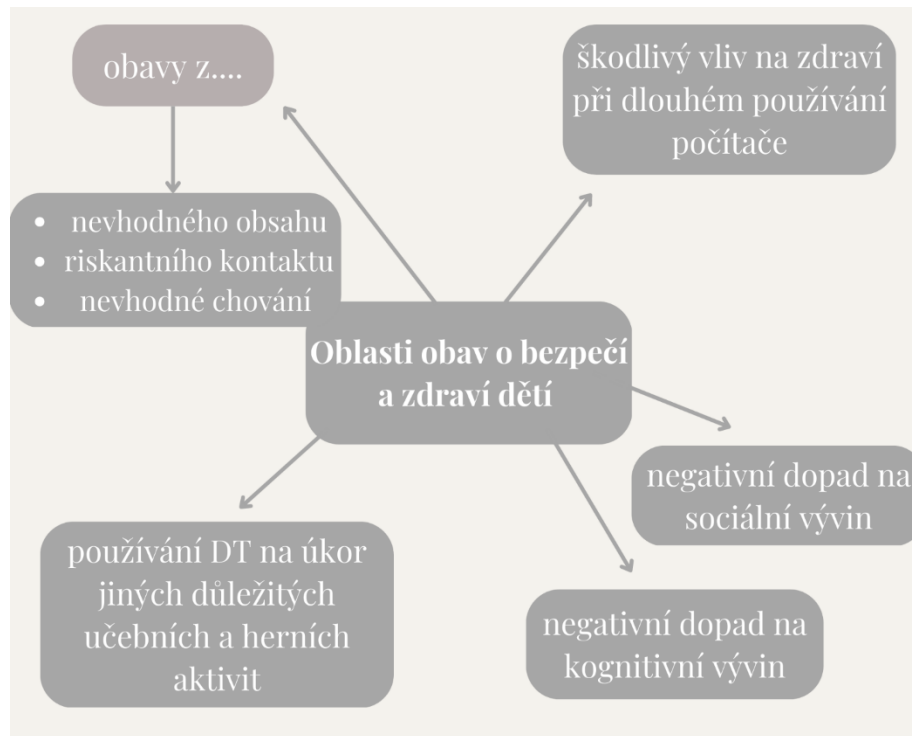 obavy z....
škodlivý vliv na zdraví
při dlouhém používání
počítače
• nevhodného obsahu
• riskantního kontaktu
• nevhodné chování
Oblasti obav o bezpečí
a zdraví dětí
negativní dopad na
sociální vývin
používání DT na úkor
jiných důležitých
učebních a herních
aktivit
negativní dopad na
kognitivní vývin